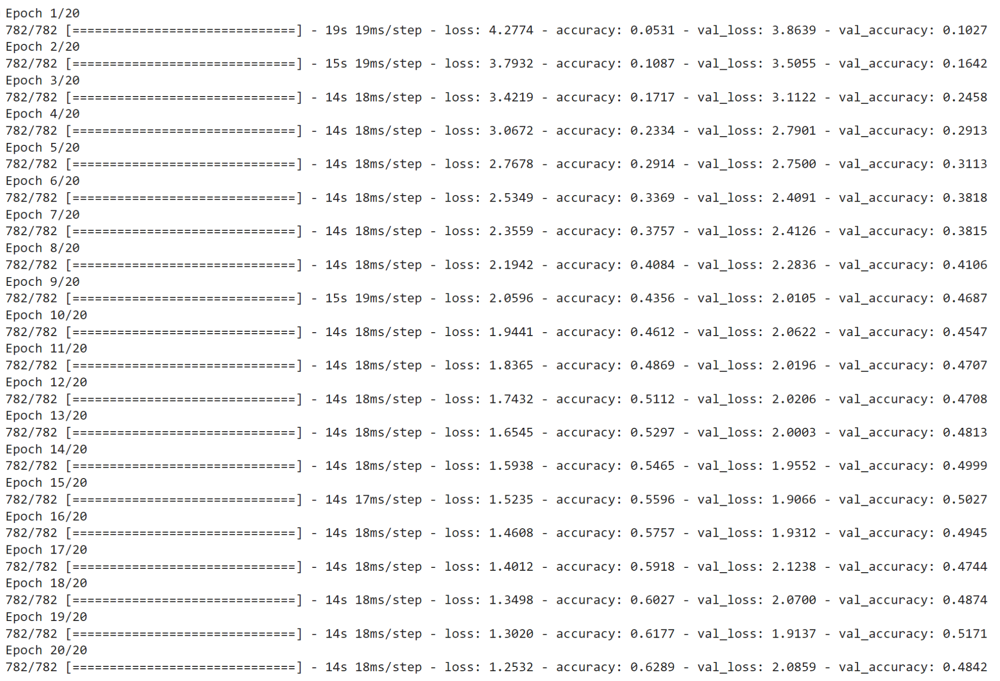 Epoch 1/20
782/782 [==============================] - 19s 19ms/step - loss: 4.2774 - accuracy: 0.0531 - val_loss: 3.8639 - val_accuracy: 0.1027
Epoch 2/20
782/782 [==============================] - 15s 19ms/step - loss: 3.7932 - accuracy: 0.1087 - val_loss: 3.5055 - val_accuracy: 0.1642
Epoch 3/20
782/782 [==============================] - 14s 18ms/step - loss: 3.4219 - accuracy: 0.1717 - val_loss: 3.1122 - val_accuracy: 0.2458
Epoch 4/20
782/782 [==============================] - 14s 18ms/step - loss: 3.0672 - accuracy: 0.2334 - val_loss: 2.7901 - val_accuracy: 0.2913
Epoch 5/20
782/782 [==============================] - 14s 18ms/step - loss: 2.7678 - accuracy: 0.2914 - val_loss: 2.7500 - val_accuracy: 0.3113
Epoch 6/20
782/782 [==============================] - 14s 18ms/step - loss: 2.5349 - accuracy: 0.3369 - val_loss: 2.4091 - val_accuracy: 0.3818
Epoch 7/20
782/782 [==============================] - 14s 18ms/step - loss: 2.3559 - accuracy: 0.3757 - val_loss: 2.4126 - val_accuracy: 0.3815
Epoch 8/20
782/782 [==============================] - 14s 18ms/step - loss: 2.1942 - accuracy: 0.4084 - val_loss: 2.2836 - val_accuracy: 0.4106
Epoch 9/20
782/782 [==============================] - 15s 19ms/step - loss: 2.0596 - accuracy: 0.4356 - val_loss: 2.0105 - val_accuracy: 0.4687
Epoch 10/20
782/782 [==============================] - 14s 18ms/step - loss: 1.9441 - accuracy: 0.4612 - val_loss: 2.0622 - val_accuracy: 0.4547
Epoch 11/20
782/782 [==============================] - 14s 18ms/step - loss: 1.8365 - accuracy: 0.4869 - val_loss: 2.0196 - val_accuracy: 0.4707
Epoch 12/20
782/782 [==============================] - 14s 18ms/step - loss: 1.7432 - accuracy: 0.5112 - val_loss: 2.0206 - val_accuracy: 0.4708
Epoch 13/20
782/782 [==============================] - 14s 18ms/step - loss: 1.6545 - accuracy: 0.5297 - val_loss: 2.0003 - val_accuracy: 0.4813
Epoch 14/20
782/782 [==============================] - 14s 18ms/step - loss: 1.5938 - accuracy: 0.5465 - val_loss: 1.9552 - val_accuracy: 0.4999
Epoch 15/20
782/782 [==============================] - 14s 17ms/step - loss: 1.5235 - accuracy: 0.5596 - val_loss: 1.9066 - val_accuracy: 0.5027
Epoch 16/20
782/782 [==============================] - 14s 18ms/step - loss: 1.4608 - accuracy: 0.5757 - val_loss: 1.9312 - val_accuracy: 0.4945
Epoch 17/20
782/782 [==============================] - 14s 18ms/step - loss: 1.4012 - accuracy: 0.5918 - val_loss: 2.1238 - val_accuracy: 0.4744
Epoch 18/20
782/782 [==============================] - 14s 18ms/step - loss: 1.3498 - accuracy: 0.6027 - val_loss: 2.0700 - val_accuracy: 0.4874
Epoch 19/20
782/782 [==============================] - 14s 18ms/step - loss: 1.3020 - accuracy: 0.6177 - val_loss: 1.9137 - val_accuracy: 0.5171
Epoch 20/20
782/782 [==============================] - 14s 18ms/step - loss: 1.2532 - accuracy: 0.6289 - val_loss: 2.0859 - val_accuracy: 0.4842